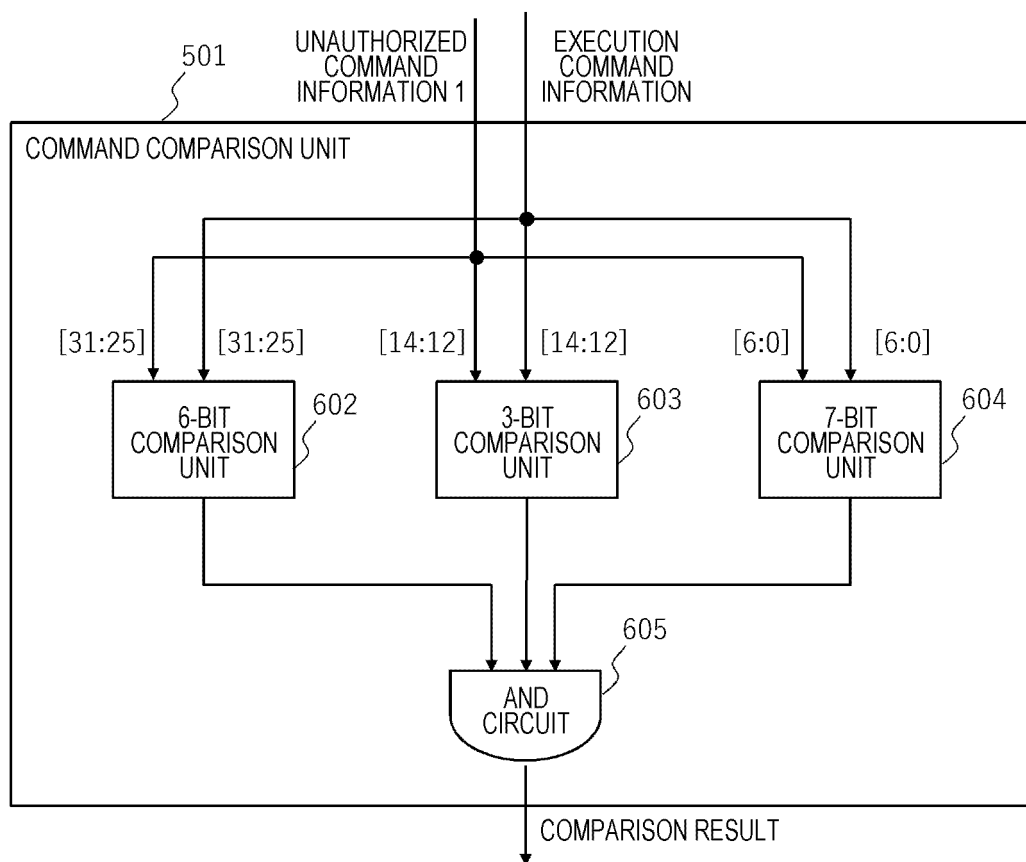 UNAUTHORIZED
COMMAND
INFORMATION 1
EXECUTION
COMMAND
INFORMATION
501
COMMAND COMPARISON UNIT
[31:25]
[31:25]
[14:12]
[14:12]
[6:0]
[6:0]
6-BIT
COMPARISON
UNIT
602
3-BIT
COMPARISON
UNIT
603
7-BIT
COMPARISON
UNIT
604
605
AND
CIRCUIT
COMPARISON RESULT